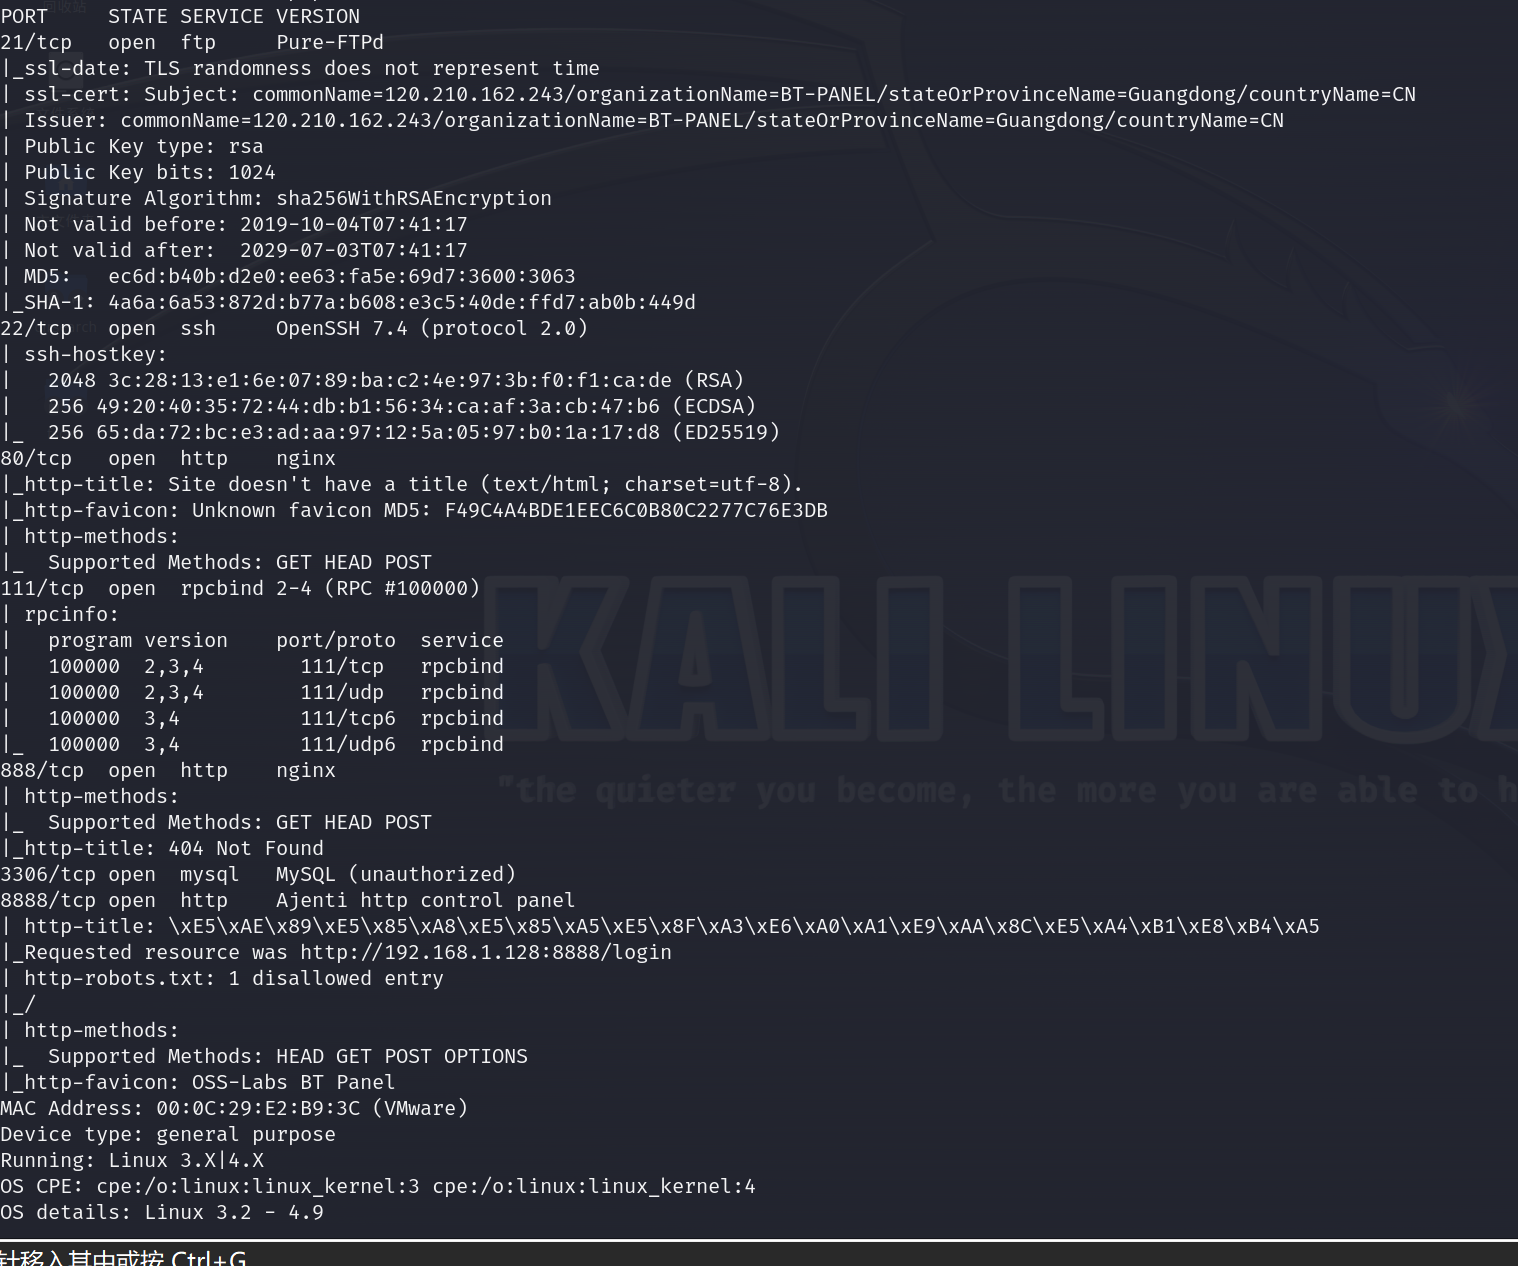 PORT     STATE SERVICE VERSION
21/tcp   open  ftp     Pure-FTPd
|_ssl-date: TLS randomness does not represent time
| ssl-cert: Subject: commonName=120.210.162.243/organizationName=BT-PANEL/stateOrProvinceName=Guangdong/countryName=CN
| Issuer: commonName=120.210.162.243/organizationName=BT-PANEL/stateOrProvinceName=Guangdong/countryName=CN
| Public Key type: rsa
| Public Key bits: 1024
| Signature Algorithm: sha256WithRSAEncryption
| Not valid before: 2019-10-04T07:41:17
| Not valid after:  2029-07-03T07:41:17
| MD5:   ec6d:b40b:d2e0:ee63:fa5e:69d7:3600:3063
|_SHA-1: 4a6a:6a53:872d:b77a:b608:e3c5:40de:ffd7:ab0b:449d
22/tcp   open  ssh     OpenSSH 7.4 (protocol 2.0)
| ssh-hostkey:
|   2048 3c:28:13:e1:6e:07:89:ba:c2:4e:97:3b:f0:f1:ca:de (RSA)
|   256 49:20:40:35:72:44:db:b1:56:34:ca:af:3a:cb:47:b6 (ECDSA)
|_  256 65:da:72:bc:e3:ad:aa:97:12:5a:05:97:b0:1a:17:d8 (ED25519)
80/tcp   open  http    nginx
|_http-title: Site doesn't have a title (text/html; charset=utf-8).
|_http-favicon: Unknown favicon MD5: F49C4A4BDE1EEC6C0B80C2277C76E3DB
| http-methods:
|_  Supported Methods: GET HEAD POST
111/tcp  open  rpcbind 2-4 (RPC #100000)
| rpcinfo:
|   program version    port/proto  service
|   100000  2,3,4        111/tcp   rpcbind
|   100000  2,3,4        111/udp   rpcbind
|   100000  3,4          111/tcp6  rpcbind
|_  100000  3,4          111/udp6  rpcbind
888/tcp  open  http    nginx
| http-methods:
|_  Supported Methods: GET HEAD POST
|_http-title: 404 Not Found
3306/tcp open  mysql   MySQL (unauthorized)
8888/tcp open  http    Ajenti http control panel
| http-title: \xE5\xAE\x89\xE5\x85\xA8\xE5\x85\xA5\xE5\x8F\xA3\xE6\xA0\xA1\xE9\xAA\x8C\xE5\xA4\xB1\xE8\xB4\xA5
|_Requested resource was http://192.168.1.128:8888/login
| http-robots.txt: 1 disallowed entry
|_/
| http-methods:
|_  Supported Methods: HEAD GET POST OPTIONS
|_http-favicon: OSS-Labs BT Panel
MAC Address: 00:0C:29:E2:B9:3C (VMware)
Device type: general purpose
Running: Linux 3.X|4.X
OS CPE: cpe:/o:linux:linux_kernel:3 cpe:/o:linux:linux_kernel:4
OS details: Linux 3.2 - 4.9
KALI LINUX
"the quieter you become, the more you are able to h
针移入其中或按 Ctrl+G